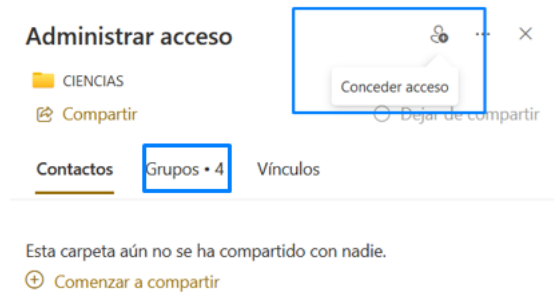 Administrar acceso
CIENCIAS
Conceder acceso
Compartir
Dejar de compartir
Contactos Grupos • 4 Vínculos
Esta carpeta aún no se ha compartido con nadie.
Comenzar a compartir